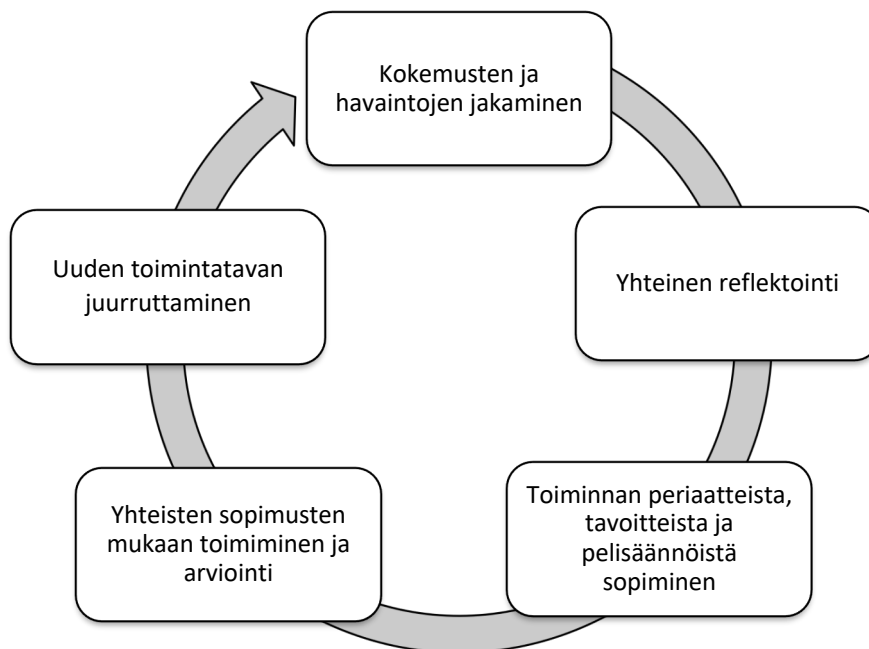 Kokemusten ja
havaintojen jakaminen
Yhteinen reflektointi
Toiminnan periaatteista,
tavoitteista ja
pelisäännöistä
sopiminen
Yhteisten sopimusten
mukaan toimiminen ja
arviointi
Uuden toimintatavan
juurruttaminen